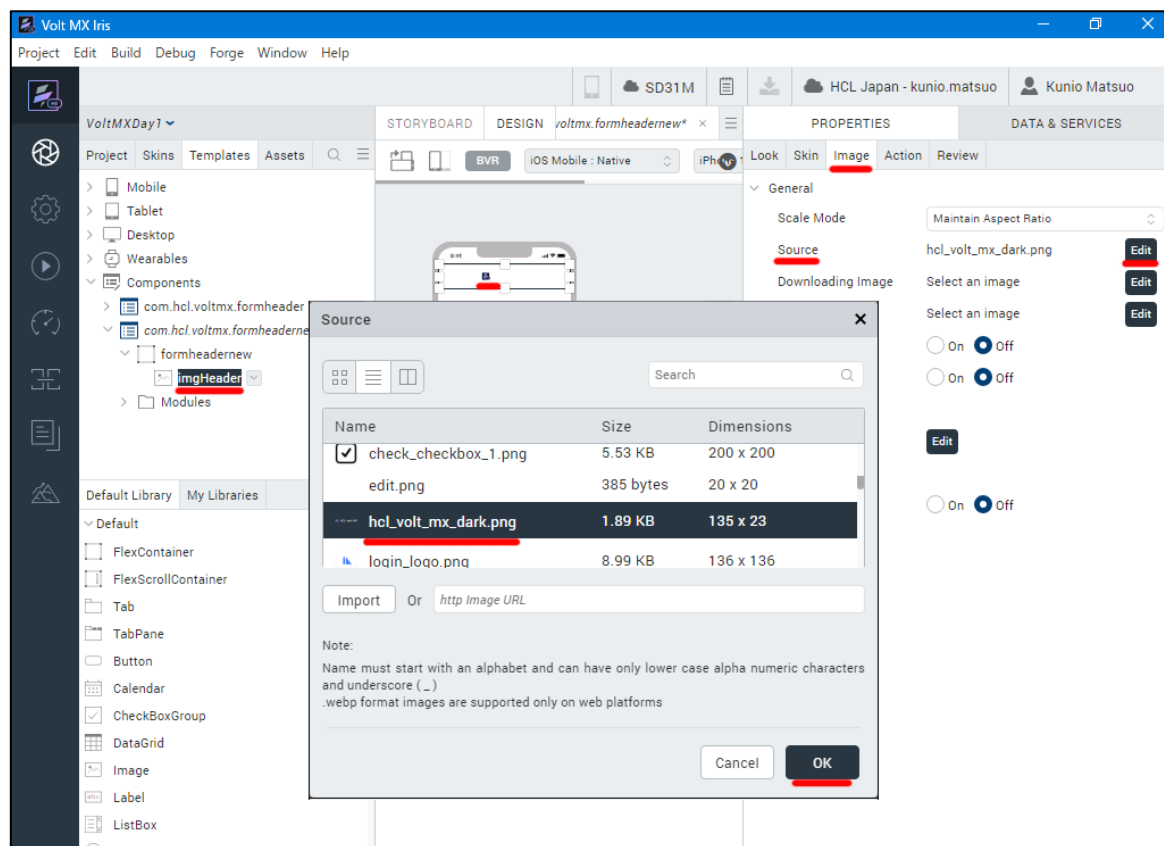 Volt MX Iris
Project Edit Build Debug Forge Window Help
SD31M HCL Japan - kunio.matsuo Kunio Matsuo
VoltMXDay1
STORYBOARD DESIGN voltmx.formheadernew* ×
PROPERTIES DATA & SERVICES
Project Skins Templates Assets
BVR iOS Mobile : Native
Look Skin Image Action Review
Mobile
Tablet
Desktop
Wearables
Components
com.hcl.voltmx.formheader
com.hcl.voltmx.formheaderne
formheadernew
imgHeader
Modules
9:41
General
Scale Mode Maintain Aspect Ratio
Source hcl_volt_mx_dark.png Edit
Downloading Image Select an image Edit
Select an image Edit
On Off
On Off
Edit
On Off
Source
Search
Name Size Dimensions
check_checkbox_1.png 5.53 KB 200 x 200
edit.png 385 bytes 20 x 20
hcl_volt_mx_dark.png 1.89 KB 135 x 23
login_logo.png 8.99 KB 136 x 136
Import Or http Image URL
Note:
Name must start with an alphabet and can have only lower case alpha numeric characters
and underscore ( _ )
.webp format images are supported only on web platforms
Cancel OK
Default Library My Libraries
Default
FlexContainer
FlexScrollContainer
Tab
TabPane
Button
Calendar
CheckBoxGroup
DataGrid
Image
Label
ListBox